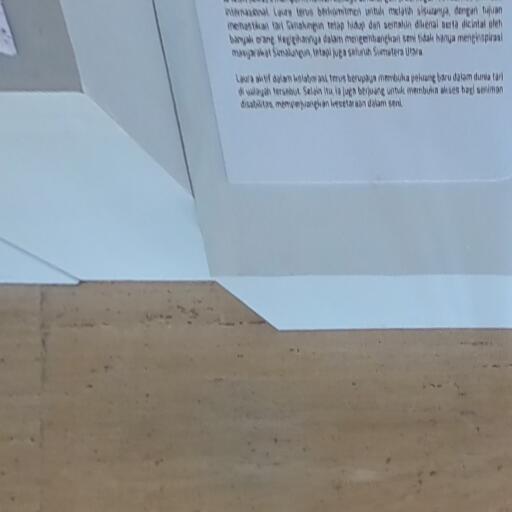 internasional. Laura terus berkomitmen untuk melatih siswanya, dengan tujuan
memastikan tari Simalungun tetap hidup dan semakin dikenal serta dicintai oleh
banyak orang. Kegigihannya dalam mengembangkan seni tidak hanya menginspirasi
masyarakat Simalungun, tetapi juga seluruh Sumatera Utara.
Laura aktif dalam kolaborasi, terus berupaya membuka peluang baru dalam dunia tari
di wilayah tersebut. Selain itu, ia juga berjuang untuk membuka akses bagi seniman
disabilitas, memperjuangkan kesetaraan dalam seni.